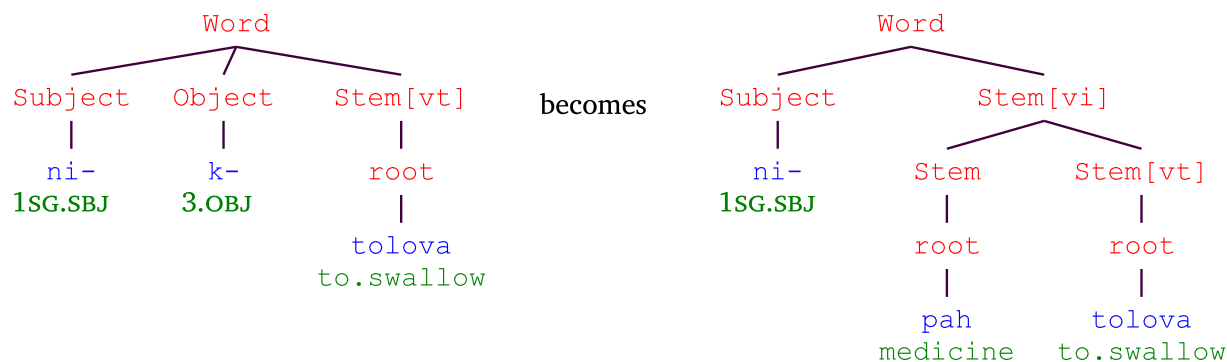 Word
Subject Object Stem[vt]
ni- k- root
1SG.SBJ 3.OBJ
tolova
to.swallow
becomes
Word
Subject Stem[vi]
ni- Stem Stem[vt]
1SG.SBJ
root root
pah tolova
medicine to.swallow